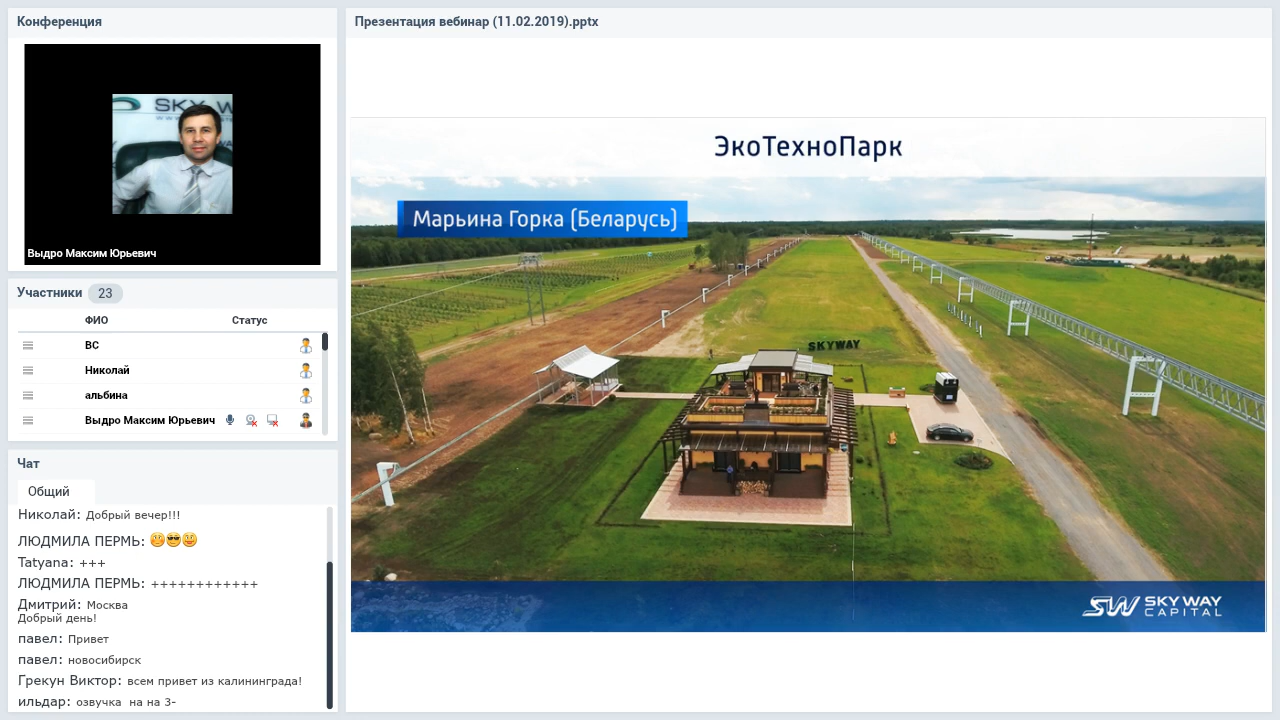 Конференция
SKY W
Выдро Максим Юрьевич
Участники 23
ФИО Статус
ВС
Николай
альбина
Выдро Максим Юрьевич
Чат
Общий
Николай: Добрый вечер!!!
ЛЮДМИЛА ПЕРМЬ:
Tatyana: +++
ЛЮДМИЛА ПЕРМЬ: ++++++++++++
Дмитрий: Москва
Добрый день!
павел: Привет
павел: новосибирск
Грекун Виктор: всем привет из калининграда!
ильдар: озвучка на на 3-
Презентация вебинар (11.02.2019).pptx
ЭкоТехноПарк
Марьина Горка (Беларусь)
SKYWAY
SW SKY WAY
CAPITAL